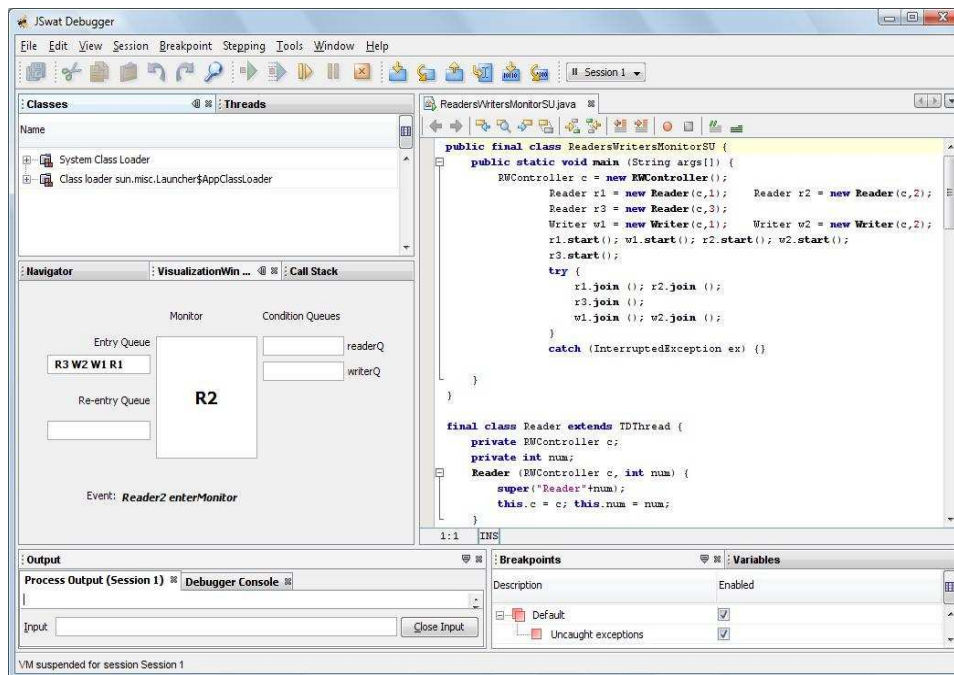 JSwat Debugger
File Edit View Session Breakpoint Stepping Tools Window Help
Session 1
Classes
Threads
Name
System Class Loader
Class loader sun.misc.Launcher$AppClassLoader
Navigator
VisualizationWin ...
Call Stack
Monitor
Condition Queues
Entry Queue
readerQ
R3 W2 W1 R1
writerQ
Re-entry Queue
R2
Event: Reader2 enterMonitor
ReadersWritersMonitorSU.java
public final class ReadersWritersMonitorSU {
public static void main (String args[]) {
RWController c = new RWController();
Reader r1 = new Reader(c,1); Reader r2 = new Reader(c,2);
Reader r3 = new Reader(c,3);
Writer w1 = new Writer(c,1); Writer w2 = new Writer(c,2);
r1.start(); w1.start(); r2.start(); w2.start();
r3.start();
try {
r1.join (); r2.join ();
r3.join ();
w1.join (); w2.join ();
}
catch (InterruptedException ex) {}
}
}
final class Reader extends TDThread {
private RWController c;
private int num;
Reader (RWController c, int num) {
super("Reader"+num);
this.c = c; this.num = num;
}
1:1 INS
Output
Process Output (Session 1)
Debugger Console
Input
Close Input
Breakpoints
Variables
Description Enabled
Default
Uncaught exceptions
VM suspended for session Session 1